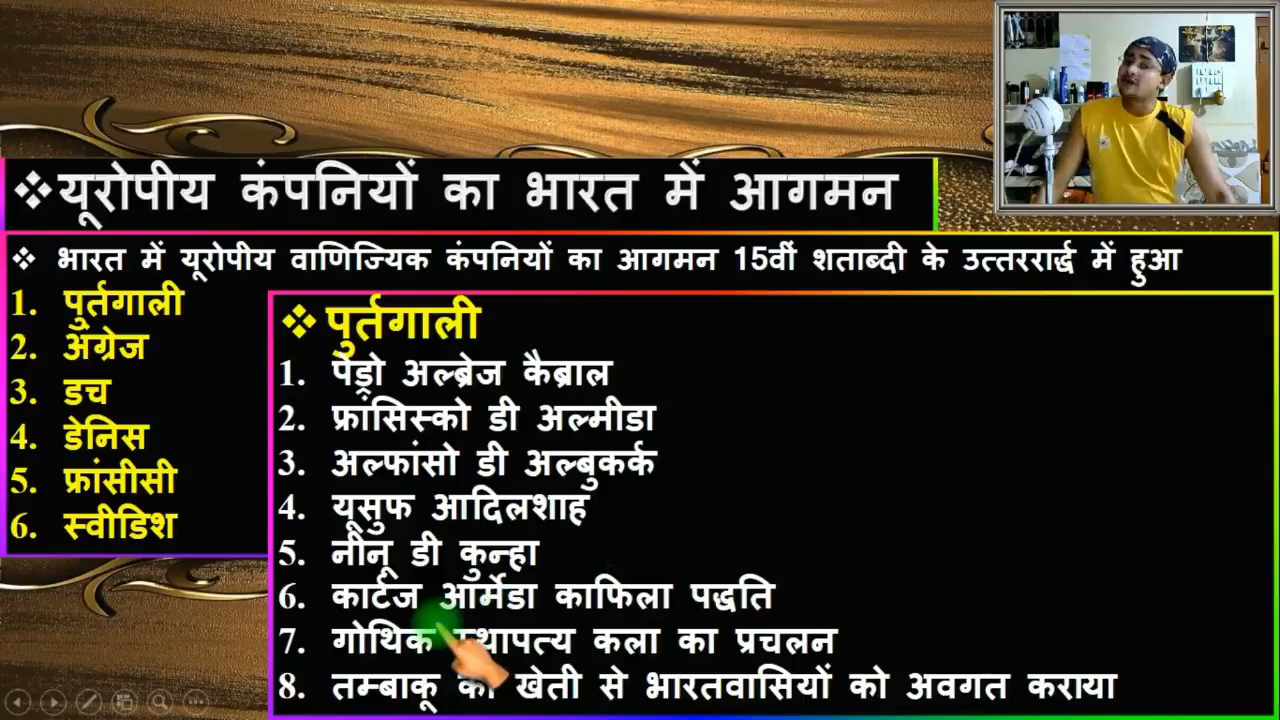 ❖यूरोपीय कंपनियों का भारत में आगमन
❖ भारत में यूरोपीय वाणिज्यिक कंपनियों का आगमन 15वीं शताब्दी के उत्तररार्द्ध में हुआ
1. पुर्तगाली
2. अंग्रेज
3. डच
4. डेनिस
5. फ्रांसीसी
6. स्वीडिश
❖ पुर्तगाली
1. पेड्रो अल्ब्रेज कैब्राल
2. फ्रांसिस्को डी अल्मीडा
3. अल्फांसो डी अल्बुकर्क
4. यूसुफ आदिलशाह
5. नीनू डी कुन्हा
6. कार्टज आर्मेडा काफिला पद्धति
7. गोथिक स्थापत्य कला का प्रचलन
8. तम्बाकू की खेती से भारतवासियों को अवगत कराया